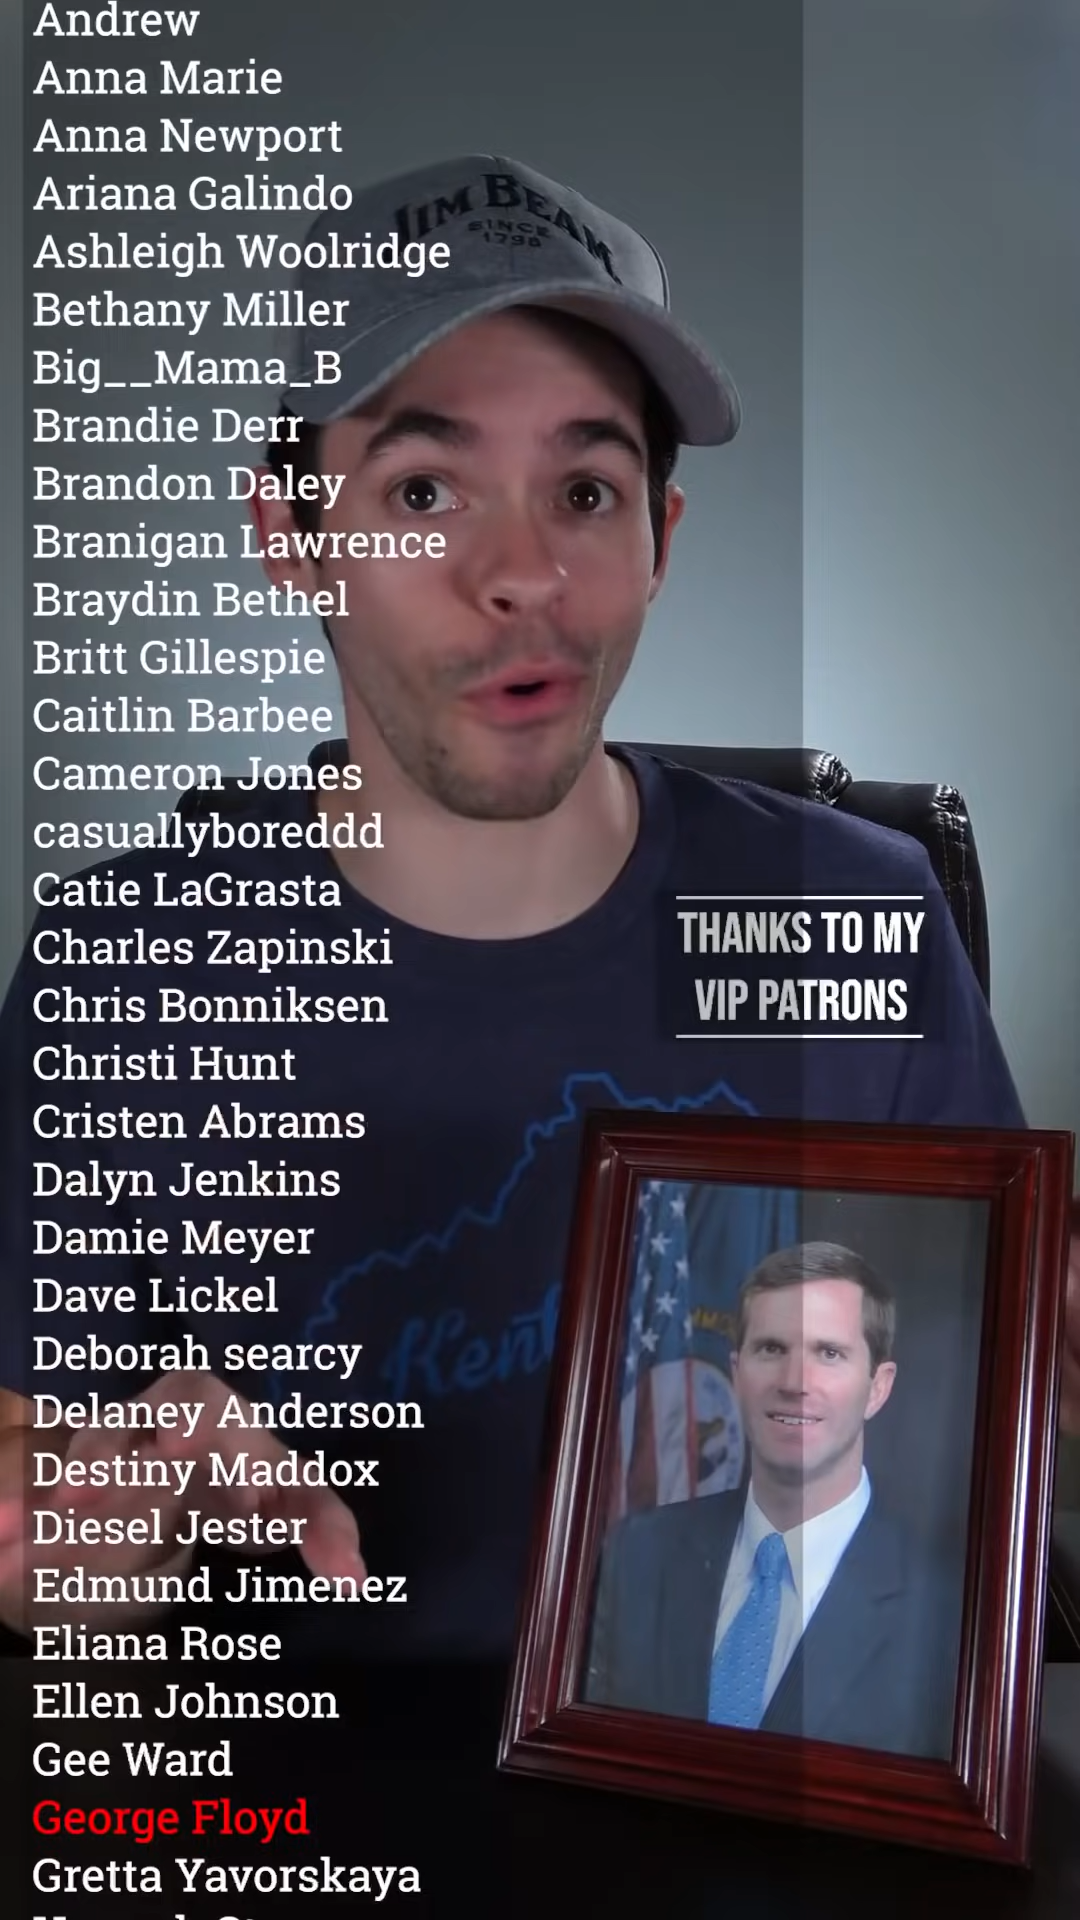 Andrew
Anna Marie
Anna Newport
Ariana Galindo
Ashleigh Woolridge
Bethany Miller
Big__Mama_B
Brandie Derr
Brandon Daley
Branigan Lawrence
Braydin Bethel
Britt Gillespie
Caitlin Barbee
Cameron Jones
casuallyboreddd
Catie LaGrasta
Charles Zapinski
Chris Bonniksen
Christi Hunt
Cristen Abrams
Dalyn Jenkins
Damie Meyer
Dave Lickel
Deborah searcy
Delaney Anderson
Destiny Maddox
Diesel Jester
Edmund Jimenez
Eliana Rose
Ellen Johnson
Gee Ward
George Floyd
Gretta Yavorskaya
JIM BEAM
SINCE
1795
THANKS TO MY
VIP PATRONS